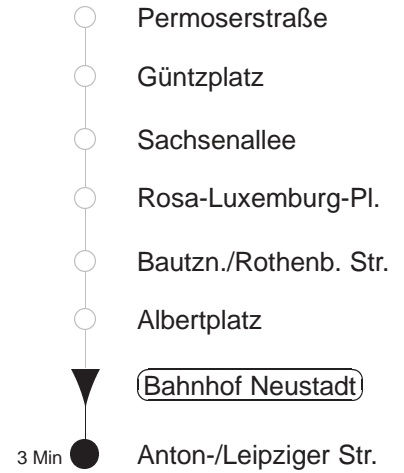 Permoserstraße
Güntzplatz
Sachsenallee
Rosa-Luxemburg-Pl.
Bautzn./Rothenb. Str.
Albertplatz
Bahnhof Neustadt
3 Min Anton-/Leipziger Str.